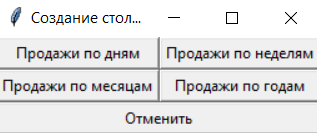 Создание стол...
Продажи по дням Продажи по неделям
Продажи по месяцам Продажи по годам
Отменить